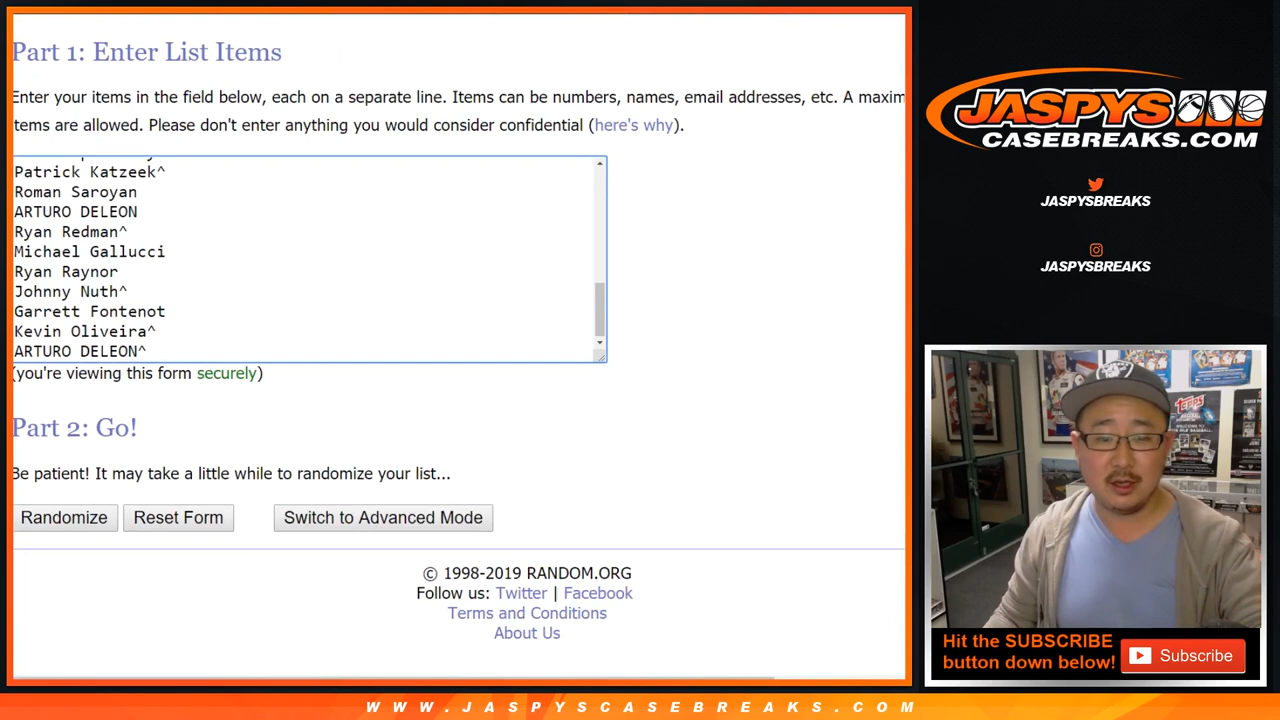 Part 1: Enter List Items
Enter your items in the field below, each on a separate line. Items can be numbers, names, email addresses, etc. A maxim
items are allowed. Please don't enter anything you would consider confidential (here's why).
Patrick Katzeek^
Roman Saroyan
ARTURO DELEON
Ryan Redman^
Michael Gallucci
Ryan Raynor
Johnny Nuth^
Garrett Fontenot
Kevin Oliveira^
ARTURO DELEON^
(you're viewing this form securely)
Part 2: Go!
Be patient! It may take a little while to randomize your list...
Randomize
Reset Form
Switch to Advanced Mode
© 1998-2019 RANDOM.ORG
Follow us: Twitter | Facebook
Terms and Conditions
About Us
JASPYS
CASEBREAKS.COM
JASPYSBREAKS
JASPYSBREAKS
TOPPS
Hit the SUBSCRIBE
button down below!
Subscribe
WWW.JASPYSCASEBREAKS.COM